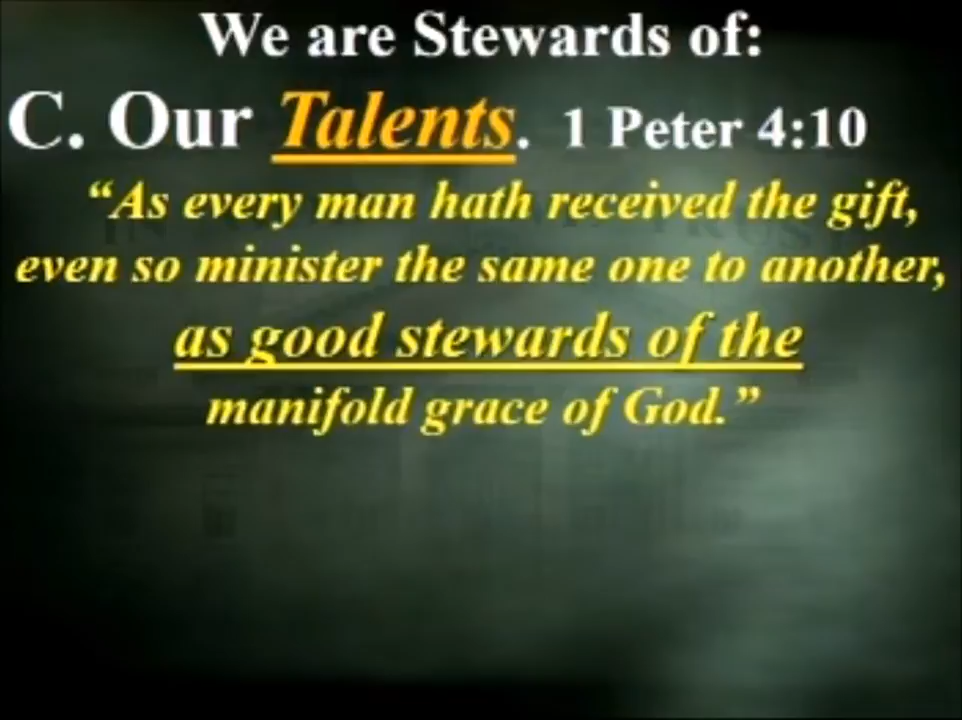 We are Stewards of:
C. Our Talents. 1 Peter 4:10
“As every man hath received the gift,
even so minister the same one to another,
as good stewards of the
manifold grace of God.”